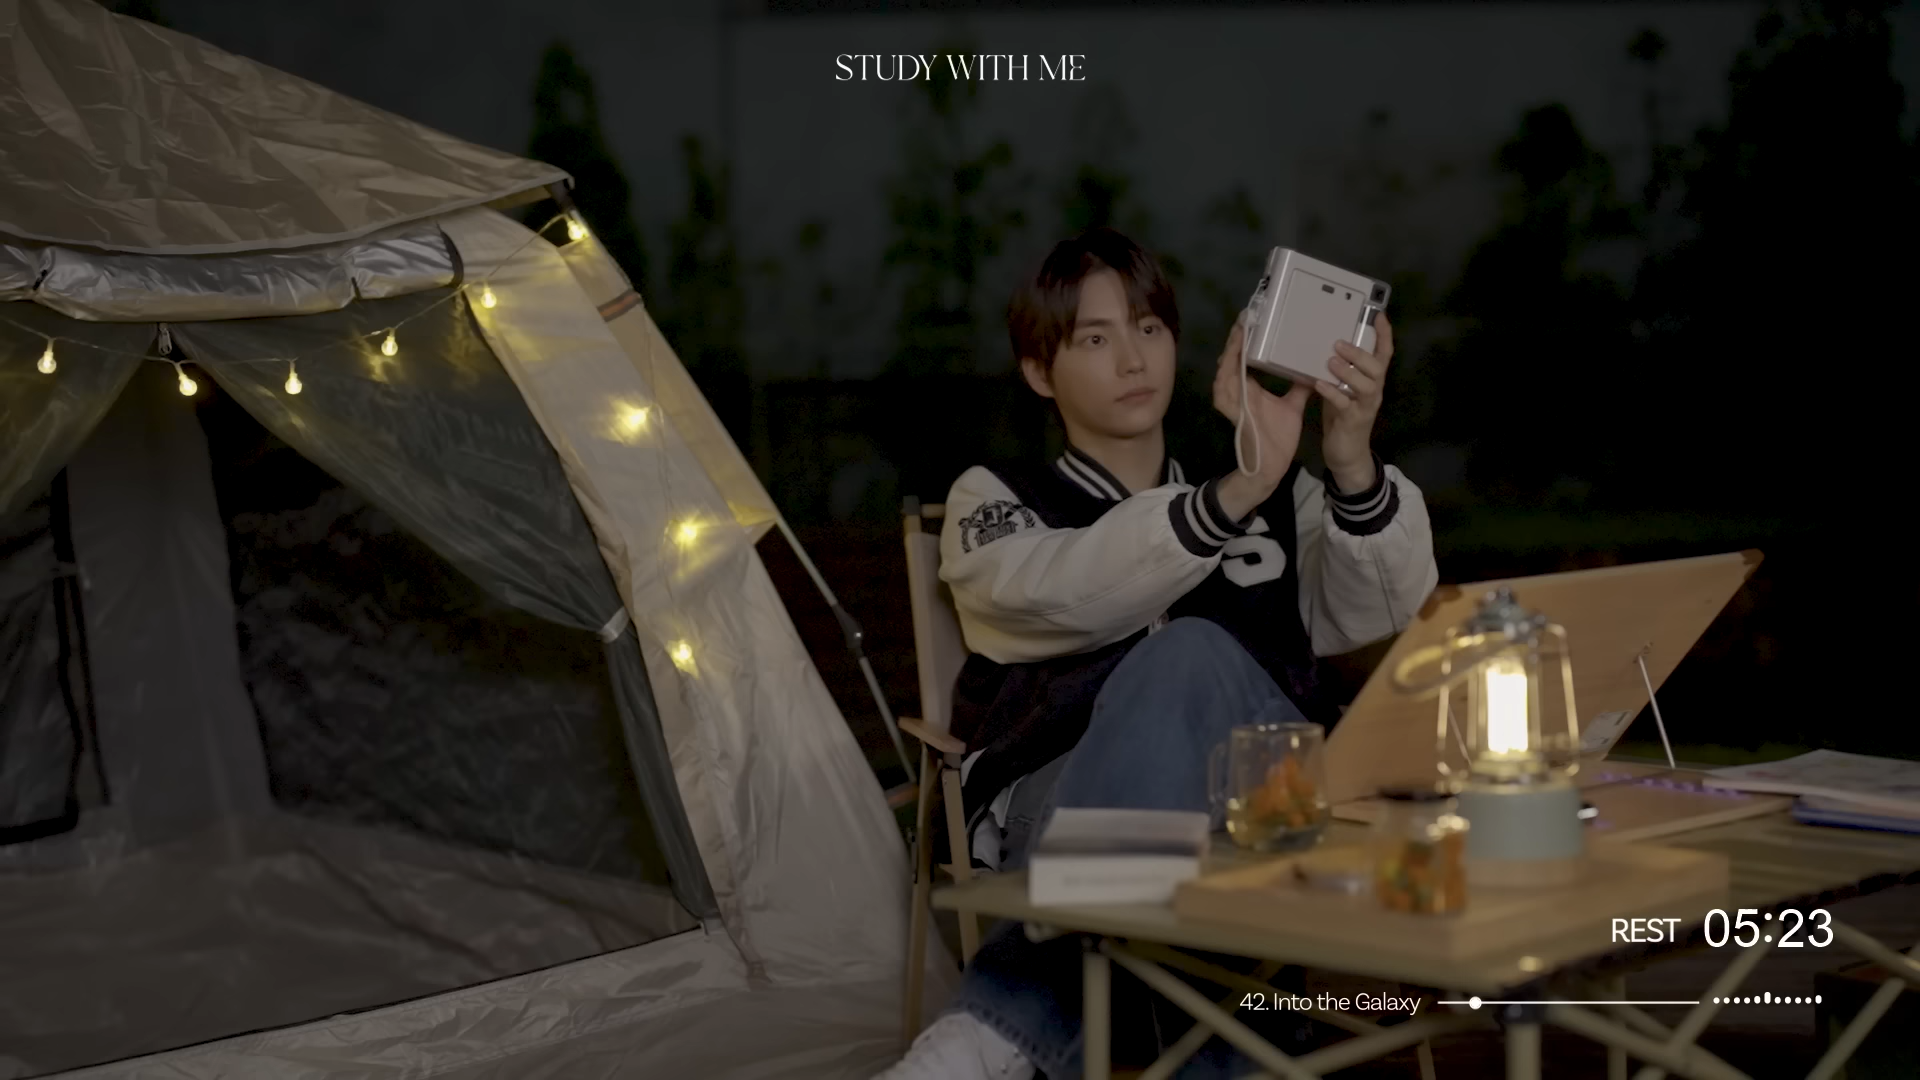 STUDY WITH ME
S
REST 05:23
42. Into the Galaxy